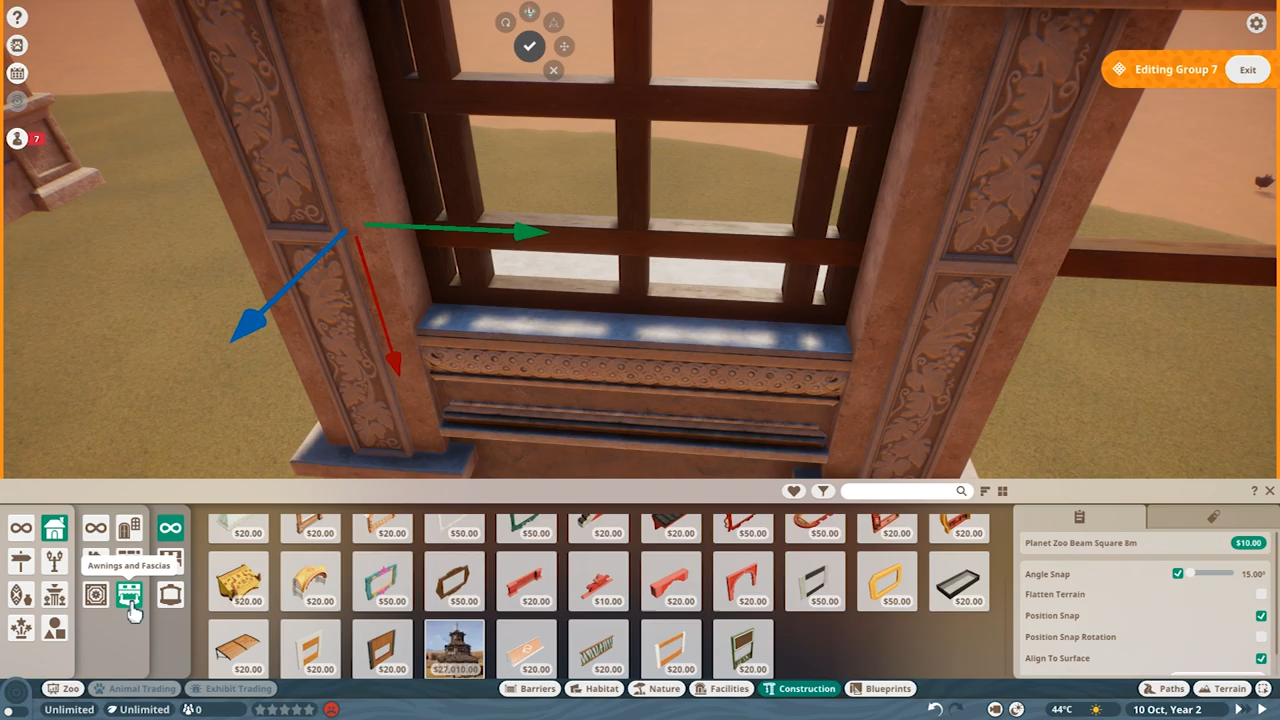 ?
Editing Group 7
Exit
7
? ×
Awnings and Fascias
$20.00 $20.00 $20.00 $50.00 $50.00 $20.00 $20.00 $20.00 $20.00 $20.00 $20.00
$20.00 $20.00 $50.00 $50.00 $20.00 $10.00 $20.00 $20.00 $50.00 $50.00 $20.00
$20.00 $20.00 $20.00 $27,010.00 $20.00 $20.00 $20.00 $20.00
Planet Zoo Beam Square 8m $10.00
Angle Snap 15.00°
Flatten Terrain
Position Snap
Position Snap Rotation
Align To Surface
Zoo Animal Trading Exhibit Trading Barriers Habitat Nature Facilities Construction Blueprints Paths Terrain
Unlimited Unlimited 0 44°C 10 Oct, Year 2